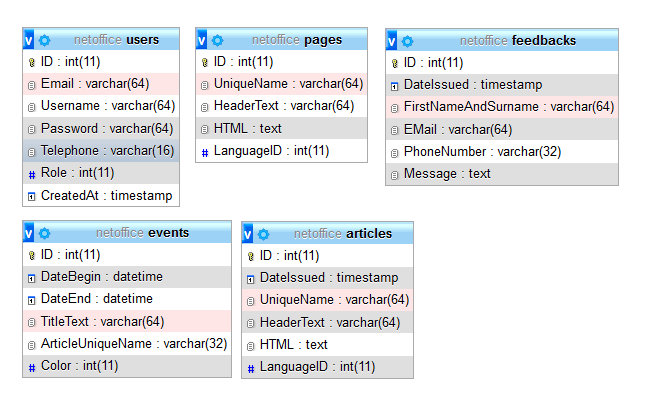 netoffice users
ID : int(11)
Email : varchar(64)
Username : varchar(64)
Password : varchar(64)
Telephone : varchar(16)
# Role : int(11)
CreatedAt : timestamp
netoffice pages
ID : int(11)
UniqueName : varchar(64)
HeaderText : varchar(64)
HTML : text
# LanguageID : int(11)
netoffice feedbacks
ID : int(11)
DateIssued : timestamp
FirstNameAndSurname : varchar(64)
EMail : varchar(64)
PhoneNumber : varchar(32)
Message : text
netoffice events
ID : int(11)
DateBegin : datetime
DateEnd : datetime
TitleText : varchar(64)
ArticleUniqueName : varchar(32)
# Color : int(11)
netoffice articles
ID : int(11)
DateIssued : timestamp
UniqueName : varchar(64)
HeaderText : varchar(64)
HTML : text
# LanguageID : int(11)